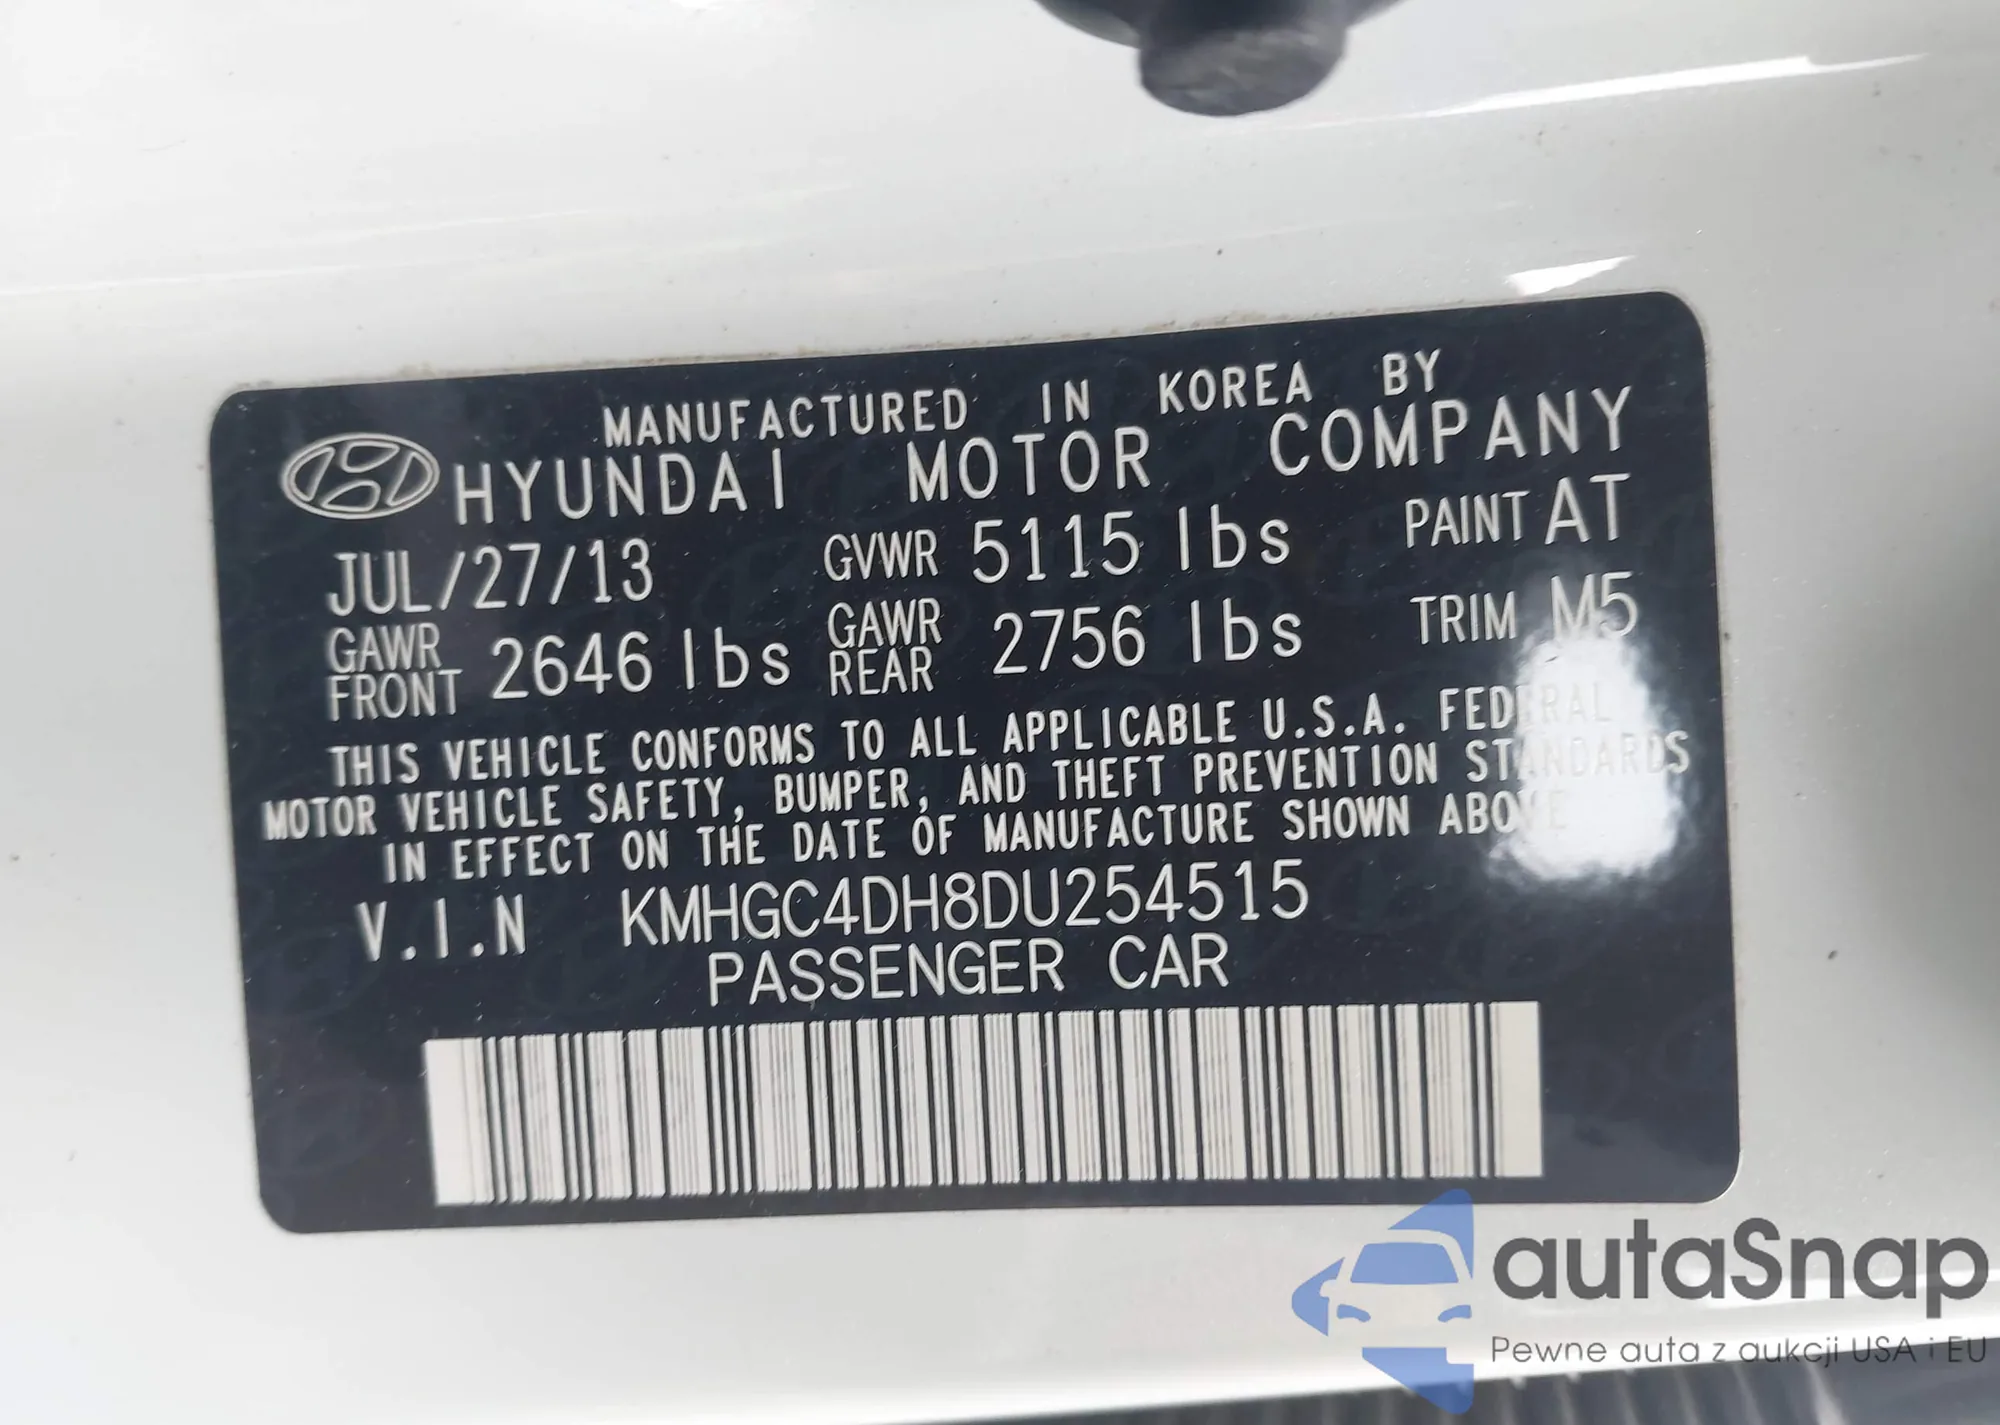 MANUFACTURED IN KOREA BY
HYUNDAI MOTOR COMPANY
JUL/27/13 GVWR 5115 lbs PAINT AT
GAWR FRONT 2646 lbs GAWR REAR 2756 lbs TRIM M5
THIS VEHICLE CONFORMS TO ALL APPLICABLE U.S.A. FEDERAL
MOTOR VEHICLE SAFETY, BUMPER, AND THEFT PREVENTION STANDARDS
IN EFFECT ON THE DATE OF MANUFACTURE SHOWN ABOVE
V.I.N KMHGC4DH8DU254515
PASSENGER CAR
autaSnap
Pewne auta z aukcji USA i EU